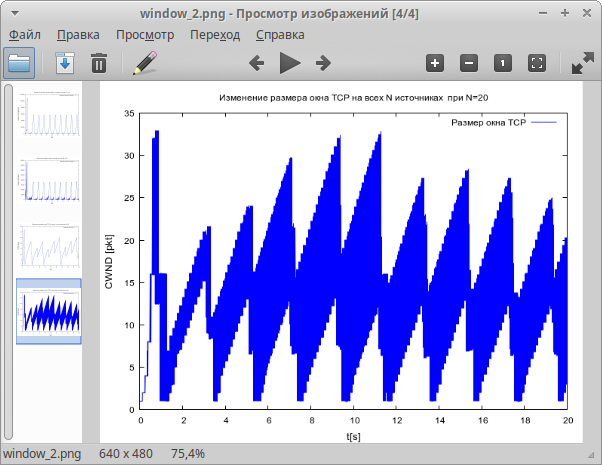 window_2.png - Просмотр изображений [4/4]
Файл Правка Просмотр Переход Справка
1
Изменение размера окна TCP на всех N источниках при N=20
Размер окна TCP
35
30
25
20
15
10
5
0
CWND [pkt]
0 2 4 6 8 10 12 14 16 18 20
t[s]
window_2.png 640 x 480 75,4%